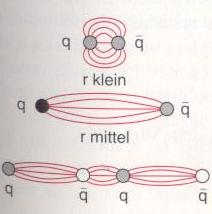 q q̄
r klein
q q̄
r mittel
q q̄ q q̄